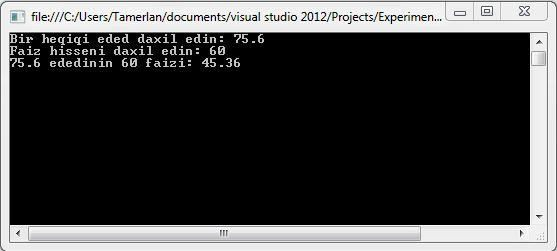 file:///C:/Users/Tamerlan/documents/visual studio 2012/Projects/Experimen...
Bir heqiqi eded daxil edin: 75.6
Faiz hisseni daxil edin: 60
75.6 ededinin 60 faizi: 45.36